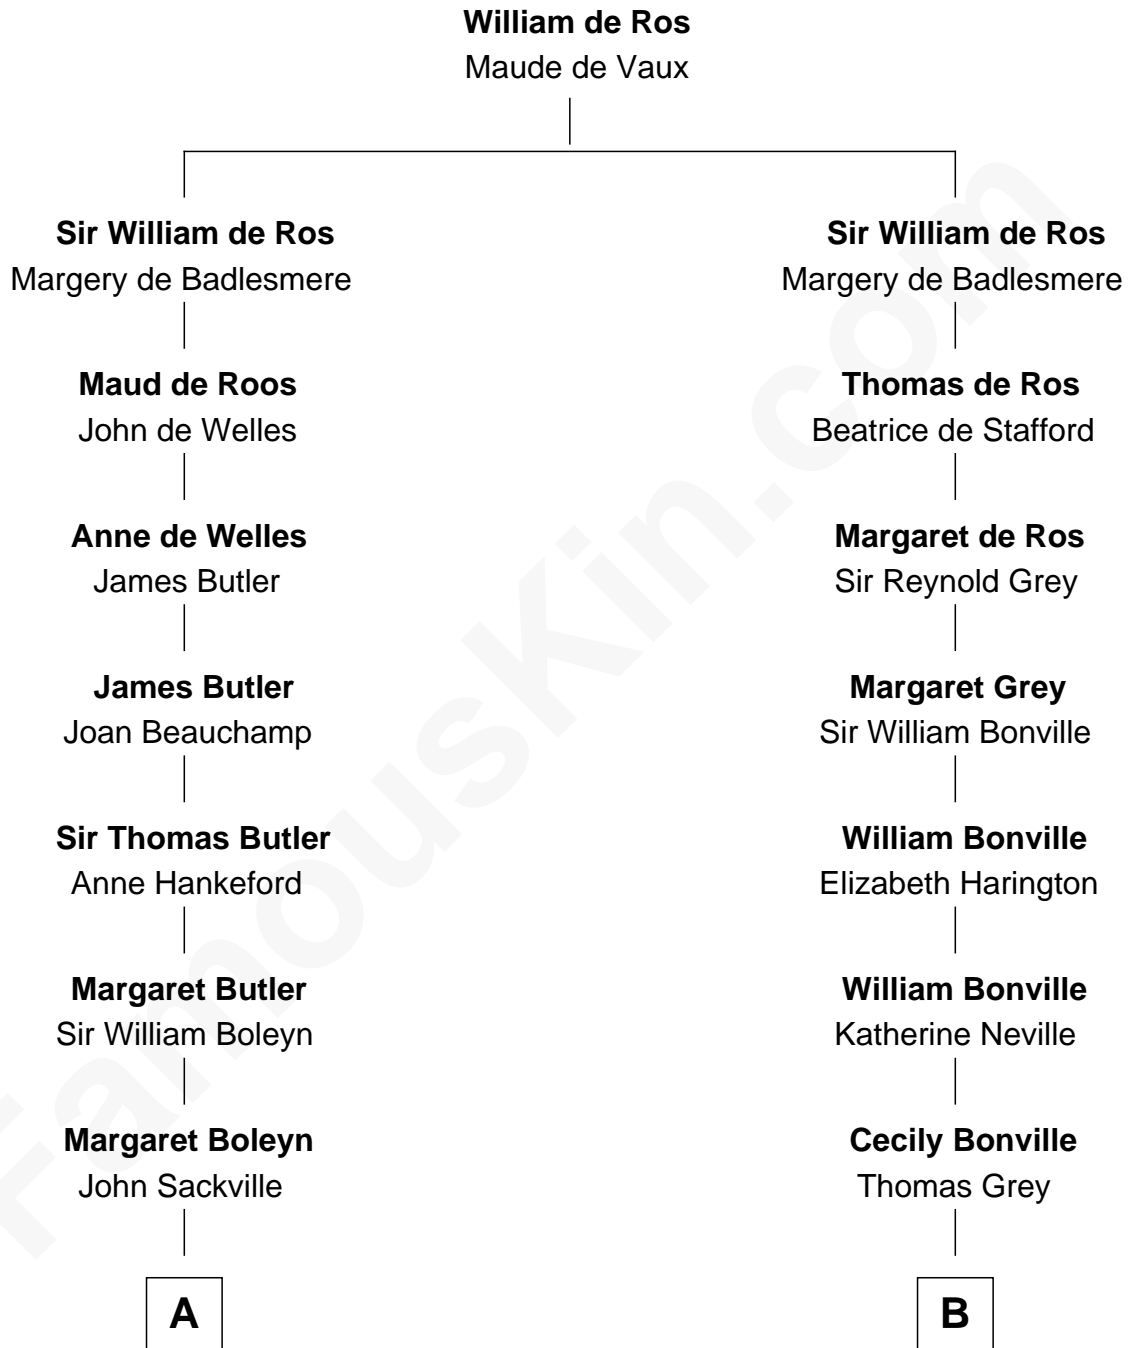 William de Ros
Maude de Vaux
Sir William de Ros
Margery de Badlesmere
Maud de Roos
John de Welles
Anne de Welles
James Butler
James Butler
Joan Beauchamp
Sir Thomas Butler
Anne Hankeford
Margaret Butler
Sir William Boleyn
Margaret Boleyn
John Sackville
A
Sir William de Ros
Margery de Badlesmere
Thomas de Ros
Beatrice de Stafford
Margaret de Ros
Sir Reynold Grey
Margaret Grey
Sir William Bonville
William Bonville
Elizabeth Harington
William Bonville
Katherine Neville
Cecily Bonville
Thomas Grey
B
FamousKin.com